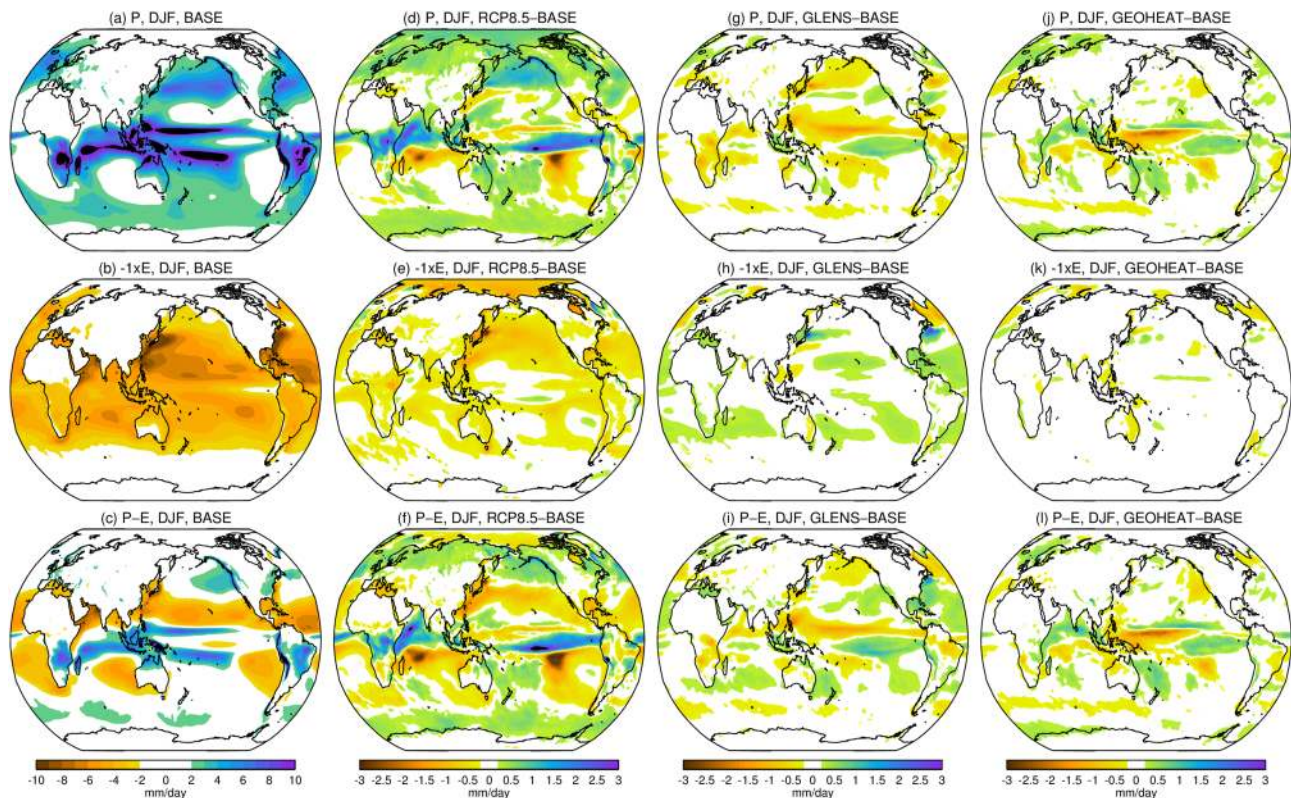 (a) P, DJF, BASE
(d) P, DJF, RCP8.5−BASE
(g) P, DJF, GLENS−BASE
(j) P, DJF, GEOHEAT−BASE
(b) -1xE, DJF, BASE
(e) -1xE, DJF, RCP8.5−BASE
(h) -1xE, DJF, GLENS−BASE
(k) -1xE, DJF, GEOHEAT−BASE
(c) P−E, DJF, BASE
(f) P−E, DJF, RCP8.5−BASE
(i) P−E, DJF, GLENS−BASE
(l) P−E, DJF, GEOHEAT−BASE
-10 -8 -6 -4 -2 0 2 4 6 8 10
mm/day
-3 -2.5 -2 -1.5 -1 -0.5 0 0.5 1 1.5 2 2.5 3
mm/day
-3 -2.5 -2 -1.5 -1 -0.5 0 0.5 1 1.5 2 2.5 3
mm/day
-3 -2.5 -2 -1.5 -1 -0.5 0 0.5 1 1.5 2 2.5 3
mm/day